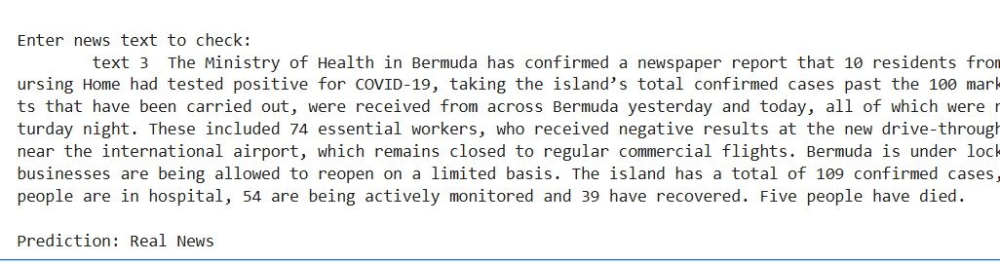 Enter news text to check:
text 3 The Ministry of Health in Bermuda has confirmed a newspaper report that 10 residents from
ursing Home had tested positive for COVID-19, taking the island’s total confirmed cases past the 100 mark
ts that have been carried out, were received from across Bermuda yesterday and today, all of which were
turday night. These included 74 essential workers, who received negative results at the new drive-through
near the international airport, which remains closed to regular commercial flights. Bermuda is under lock
businesses are being allowed to reopen on a limited basis. The island has a total of 109 confirmed cases,
people are in hospital, 54 are being actively monitored and 39 have recovered. Five people have died.
Prediction: Real News